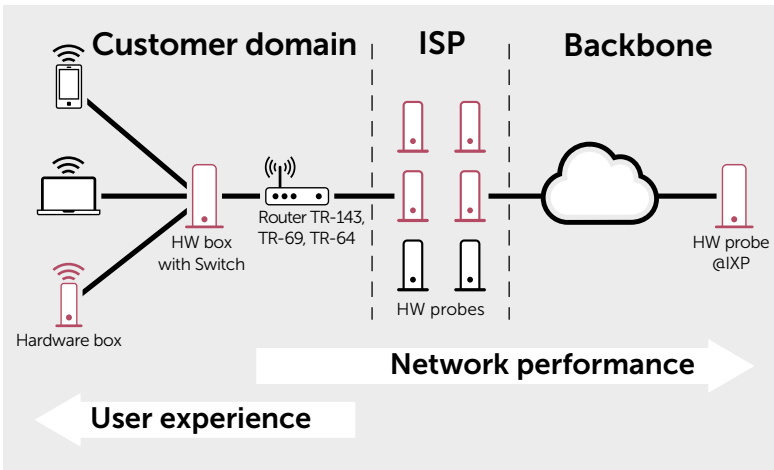 Customer domain
ISP
Backbone
Router TR-143,
TR-69, TR-64
HW box
with Switch
HW probe
@IXP
HW probes
Hardware box
Network performance
User experience